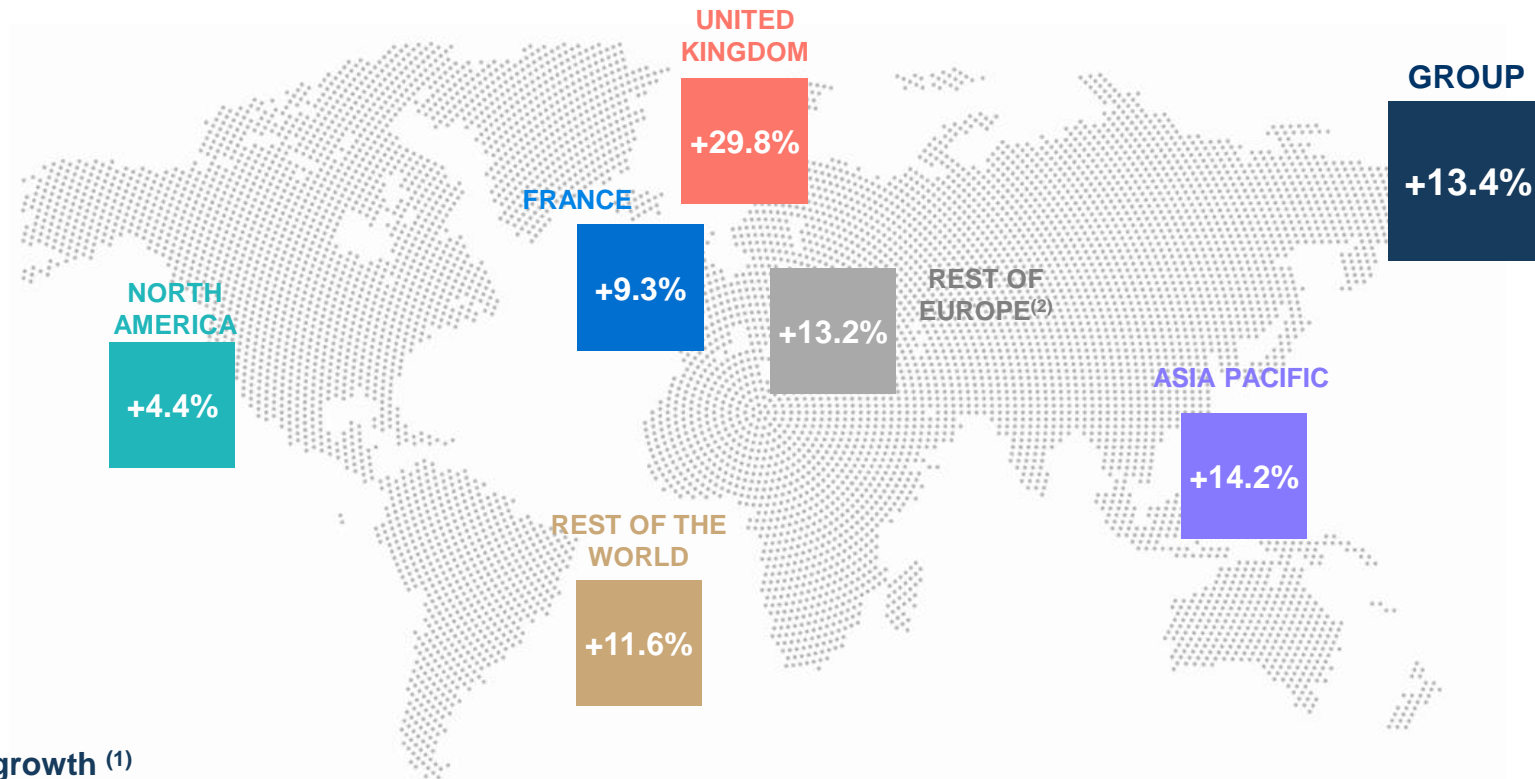 UNITED
KINGDOM
+29.8%
GROUP
+13.4%
FRANCE
+9.3%
REST OF
EUROPE(2)
+13.2%
NORTH
AMERICA
+4.4%
ASIA PACIFIC
+14.2%
REST OF THE
WORLD
+11.6%
growth (1)